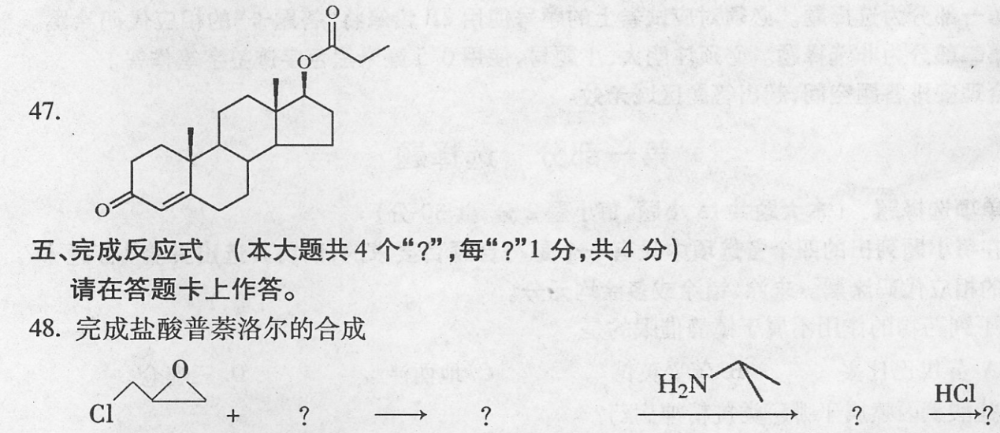 O
O
47.
O
五、完成反应式 (本大题共4个“?”,每“?”1分,共4分)
请在答题卡上作答。
48. 完成盐酸普萘洛尔的合成
O
Cl + ? ? H₂N ? HCl ?